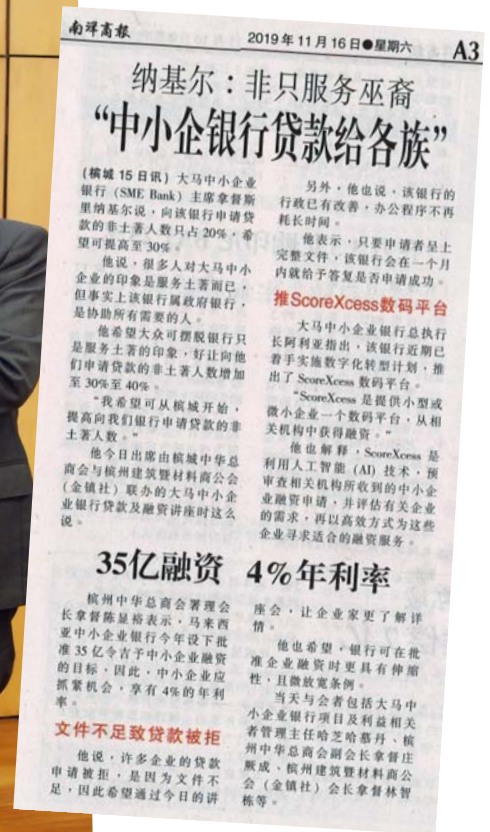 南洋商报
2019年11月16日●星期六
A3
纳基尔：非只服务巫裔
“中小企银行贷款给各族”
(槟城15日讯）大马中小企业
银行（SME Bank）主席拿督斯
里纳基尔说，向该银行申请贷
款的非土著人数只占20%，希
望可提高至30%。
他说，很多人对大马中小
企业的印象是服务土著而已，
但事实上该银行属政府银行，
是协助所有需要的人。
他希望大众可摆脱银行只
是服务土著的印象，好让向他
们申请贷款的非土著人数增加
至30%至40%。
“我希望可从槟城开始，
提高向我们银行申请贷款的非
土著人数。”
他今日出席由槟城中华总
商会与槟州建筑暨材料商公会
（金镇社）联办的大马中小企
业银行贷款及融资讲座时这么
说。
另外，他也说，该银行的
行政已有改善，办公程序不再
耗长时间。
他表示，只要申请者呈上
完整文件，该银行会在一个月
内就给予答复是否申请成功。
推ScoreXcess数码平台
大马中小企业银行总执行
长阿利亚指出，该银行近期已
着手实施数字化转型计划，推
出了ScoreXcess数码平台。
“ScoreXcess是提供小型或
微小企业一个数码平台，从相
关机构中获得融资。”
他也解释，ScoreXcess是
利用人工智能（AI）技术，预
审查相关机构所收到的中小企
业融资申请，并评估有关企业
的需求，再以高效方式为这些
企业寻求适合的融资服务。
35亿融资 4%年利率
槟州中华总商会署理会
长拿督陈显裕表示，马来西
亚中小企业银行今年设下批
准35亿令吉予中小企业融资
的目标，因此，中小企业应
抓紧机会，享有4%的年利
率。
文件不足致贷款被拒
他说，许多企业的贷款
申请被拒，是因为文件不
足，因此希望通过今日的讲
座会，让企业家更了解详
情。
他也希望，银行可在批
准企业融资时更具有伸缩
性，且微放宽条例。
当天与会者包括大马中
小企业银行项目及利益相关
者管理主任哈芝哈慕丹、槟
州中华总商会副会长拿督庄
厥成、槟州建筑暨材料商公
会（金镇社）会长拿督林智
栋等。